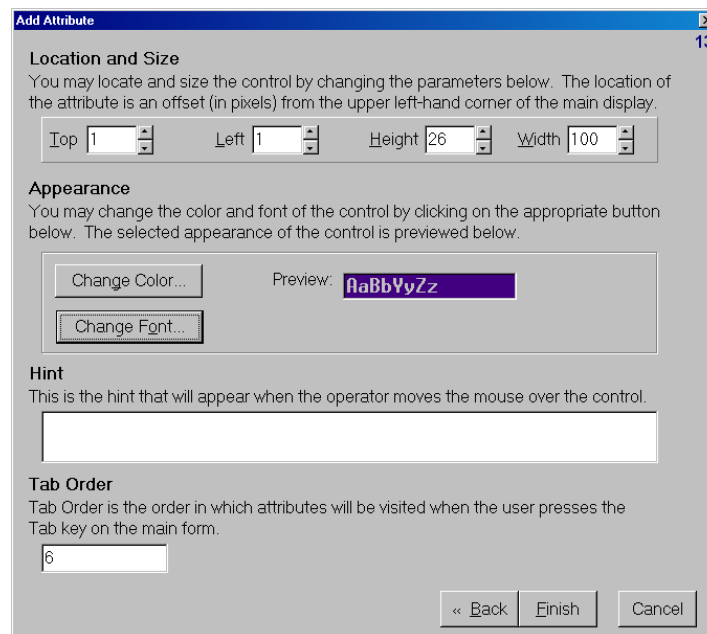 Add Attribute
13
Location and Size
You may locate and size the control by changing the parameters below. The location of
the attribute is an offset (in pixels) from the upper left-hand corner of the main display.
Top 1 Left 1 Height 26 Width 100
Appearance
You may change the color and font of the control by clicking on the appropriate button
below. The selected appearance of the control is previewed below.
Change Color... Preview: AaBbYyZz
Change Font...
Hint
This is the hint that will appear when the operator moves the mouse over the control.
Tab Order
Tab Order is the order in which attributes will be visited when the user presses the
Tab key on the main form.
6
« Back Finish Cancel